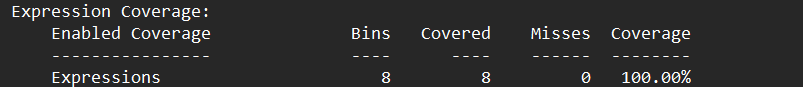 Expression Coverage:
    Enabled Coverage              Bins   Covered    Misses  Coverage
    ----------------              ----      ----    ------  --------
    Expressions                      8         8         0   100.00%